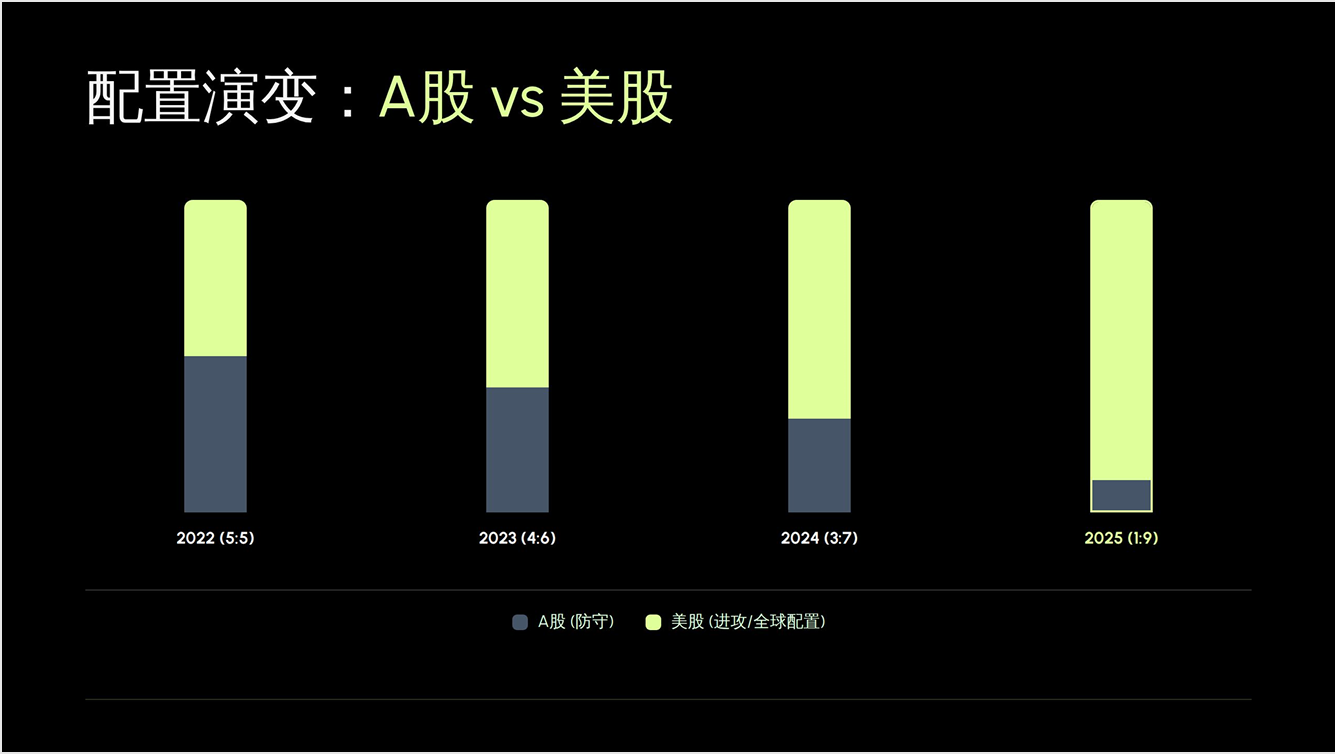 配置演变：A股 vs 美股
2022 (5:5)
2023 (4:6)
2024 (3:7)
2025 (1:9)
A股 (防守)
美股 (进攻/全球配置)